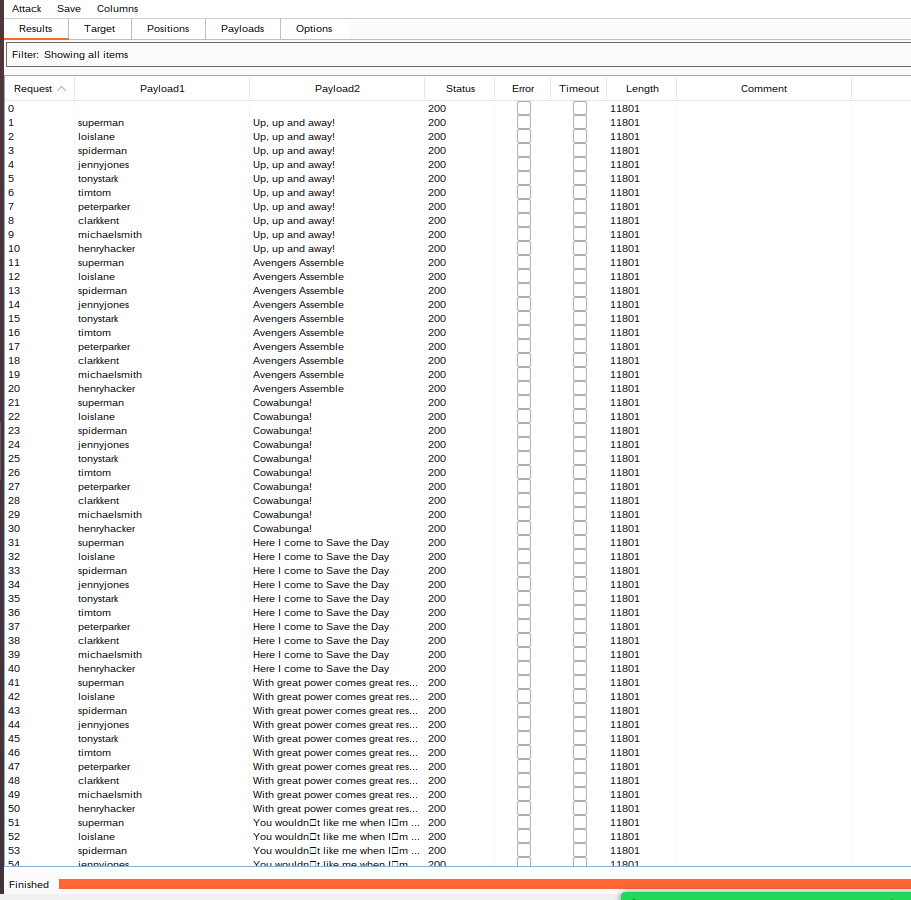 Attack Save Columns
Results Target Positions Payloads Options
Filter: Showing all items
Request Payload1 Payload2 Status Error Timeout Length Comment
0 200 11801
1 superman Up, up and away! 200 11801
2 loislane Up, up and away! 200 11801
3 spiderman Up, up and away! 200 11801
4 jennyjones Up, up and away! 200 11801
5 tonystark Up, up and away! 200 11801
6 timtom Up, up and away! 200 11801
7 peterparker Up, up and away! 200 11801
8 clarkkent Up, up and away! 200 11801
9 michaelsmith Up, up and away! 200 11801
10 henryhacker Up, up and away! 200 11801
11 superman Avengers Assemble 200 11801
12 loislane Avengers Assemble 200 11801
13 spiderman Avengers Assemble 200 11801
14 jennyjones Avengers Assemble 200 11801
15 tonystark Avengers Assemble 200 11801
16 timtom Avengers Assemble 200 11801
17 peterparker Avengers Assemble 200 11801
18 clarkkent Avengers Assemble 200 11801
19 michaelsmith Avengers Assemble 200 11801
20 henryhacker Avengers Assemble 200 11801
21 superman Cowabunga! 200 11801
22 loislane Cowabunga! 200 11801
23 spiderman Cowabunga! 200 11801
24 jennyjones Cowabunga! 200 11801
25 tonystark Cowabunga! 200 11801
26 timtom Cowabunga! 200 11801
27 peterparker Cowabunga! 200 11801
28 clarkkent Cowabunga! 200 11801
29 michaelsmith Cowabunga! 200 11801
30 henryhacker Cowabunga! 200 11801
31 superman Here I come to Save the Day 200 11801
32 loislane Here I come to Save the Day 200 11801
33 spiderman Here I come to Save the Day 200 11801
34 jennyjones Here I come to Save the Day 200 11801
35 tonystark Here I come to Save the Day 200 11801
36 timtom Here I come to Save the Day 200 11801
37 peterparker Here I come to Save the Day 200 11801
38 clarkkent Here I come to Save the Day 200 11801
39 michaelsmith Here I come to Save the Day 200 11801
40 henryhacker Here I come to Save the Day 200 11801
41 superman With great power comes great res... 200 11801
42 loislane With great power comes great res... 200 11801
43 spiderman With great power comes great res... 200 11801
44 jennyjones With great power comes great res... 200 11801
45 tonystark With great power comes great res... 200 11801
46 timtom With great power comes great res... 200 11801
47 peterparker With great power comes great res... 200 11801
48 clarkkent With great power comes great res... 200 11801
49 michaelsmith With great power comes great res... 200 11801
50 henryhacker With great power comes great res... 200 11801
51 superman You wouldn□t like me when I□m ... 200 11801
52 loislane You wouldn□t like me when I□m ... 200 11801
53 spiderman You wouldn□t like me when I□m ... 200 11801
54 jennyjones You wouldn□t like me when I□m ... 200 11801
Finished